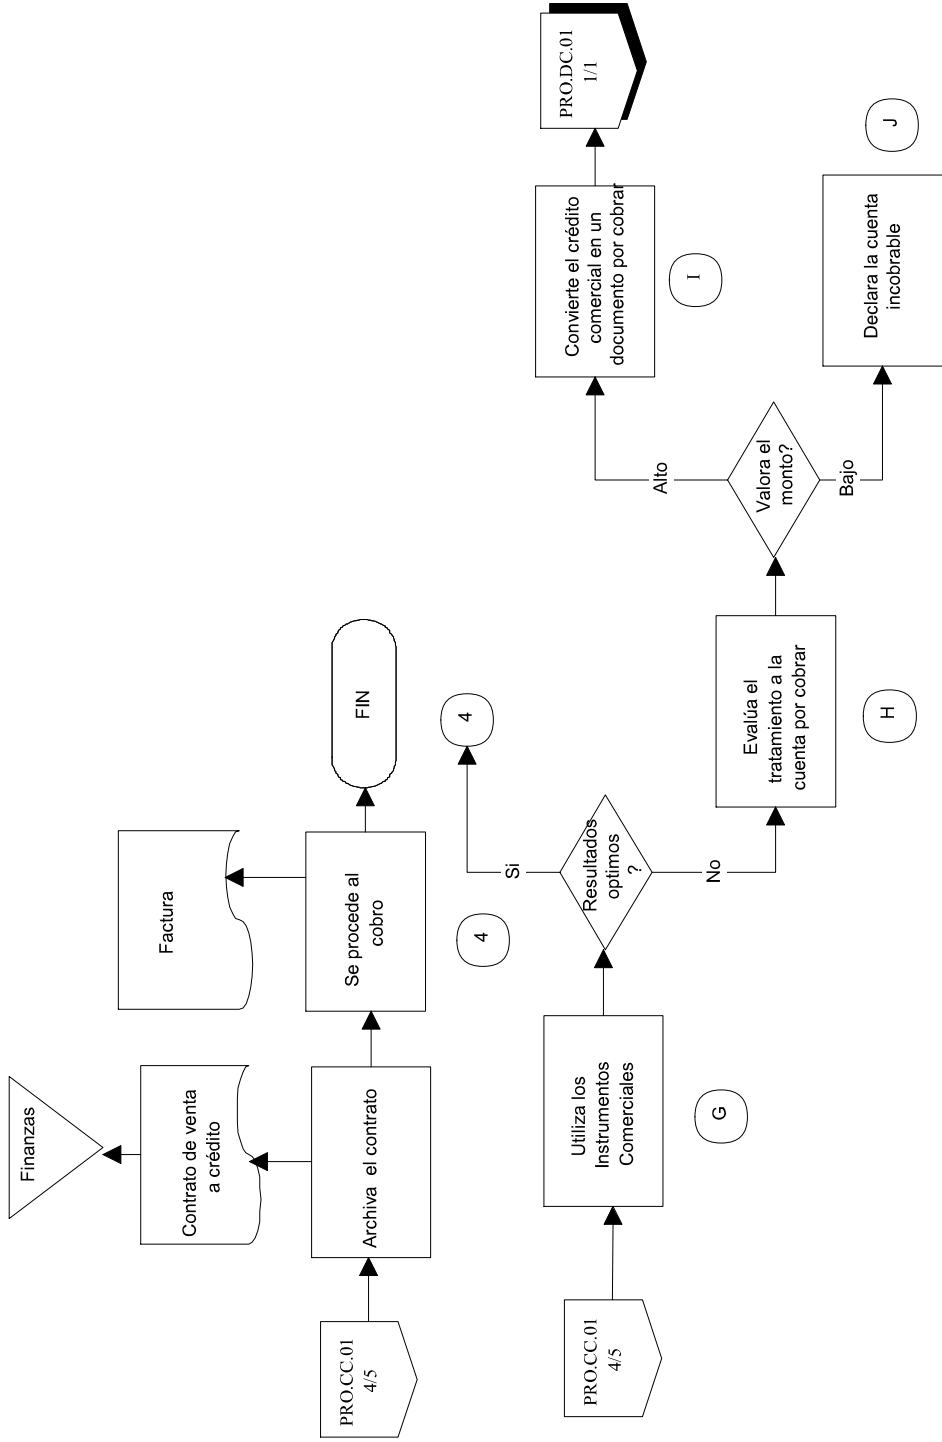 PRO.CC.01
4/5
Archiva el contrato
Contrato de venta
a crédito
Finanzas
Se procede al
cobro
Factura
FIN
PRO.CC.01
4/5
Utiliza los
Instrumentos
Comerciales
G
Resultados
optimos
?
4
Si
4
No
Evalúa el
tratamiento a la
cuenta por cobrar
H
Valora el
monto?
Alto
Bajo
Convierte el crédito
comercial en un
documento por cobrar
I
PRO.DC.01
1/1
Declara la cuenta
incobrable
J